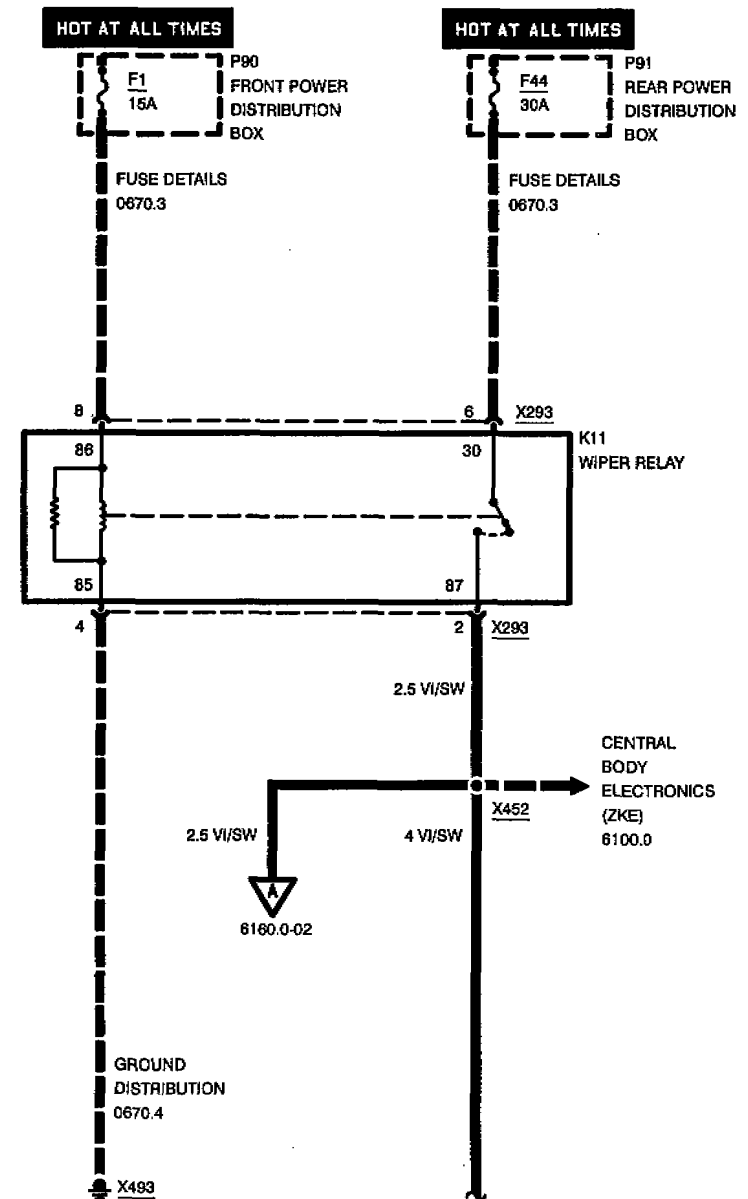 HOT AT ALL TIMES
HOT AT ALL TIMES
F1
15A
P90
FRONT POWER
DISTRIBUTION
BOX
F44
30A
P91
REAR POWER
DISTRIBUTION
BOX
FUSE DETAILS
0670.3
FUSE DETAILS
0670.3
8
6
X293
86
30
K11
WIPER RELAY
85
87
4
2
X293
2.5 VI/SW
CENTRAL
BODY
ELECTRONICS
(ZKE)
6100.0
X452
2.5 VI/SW
4 VI/SW
A
6160.0-02
GROUND
DISTRIBUTION
0670.4
X493